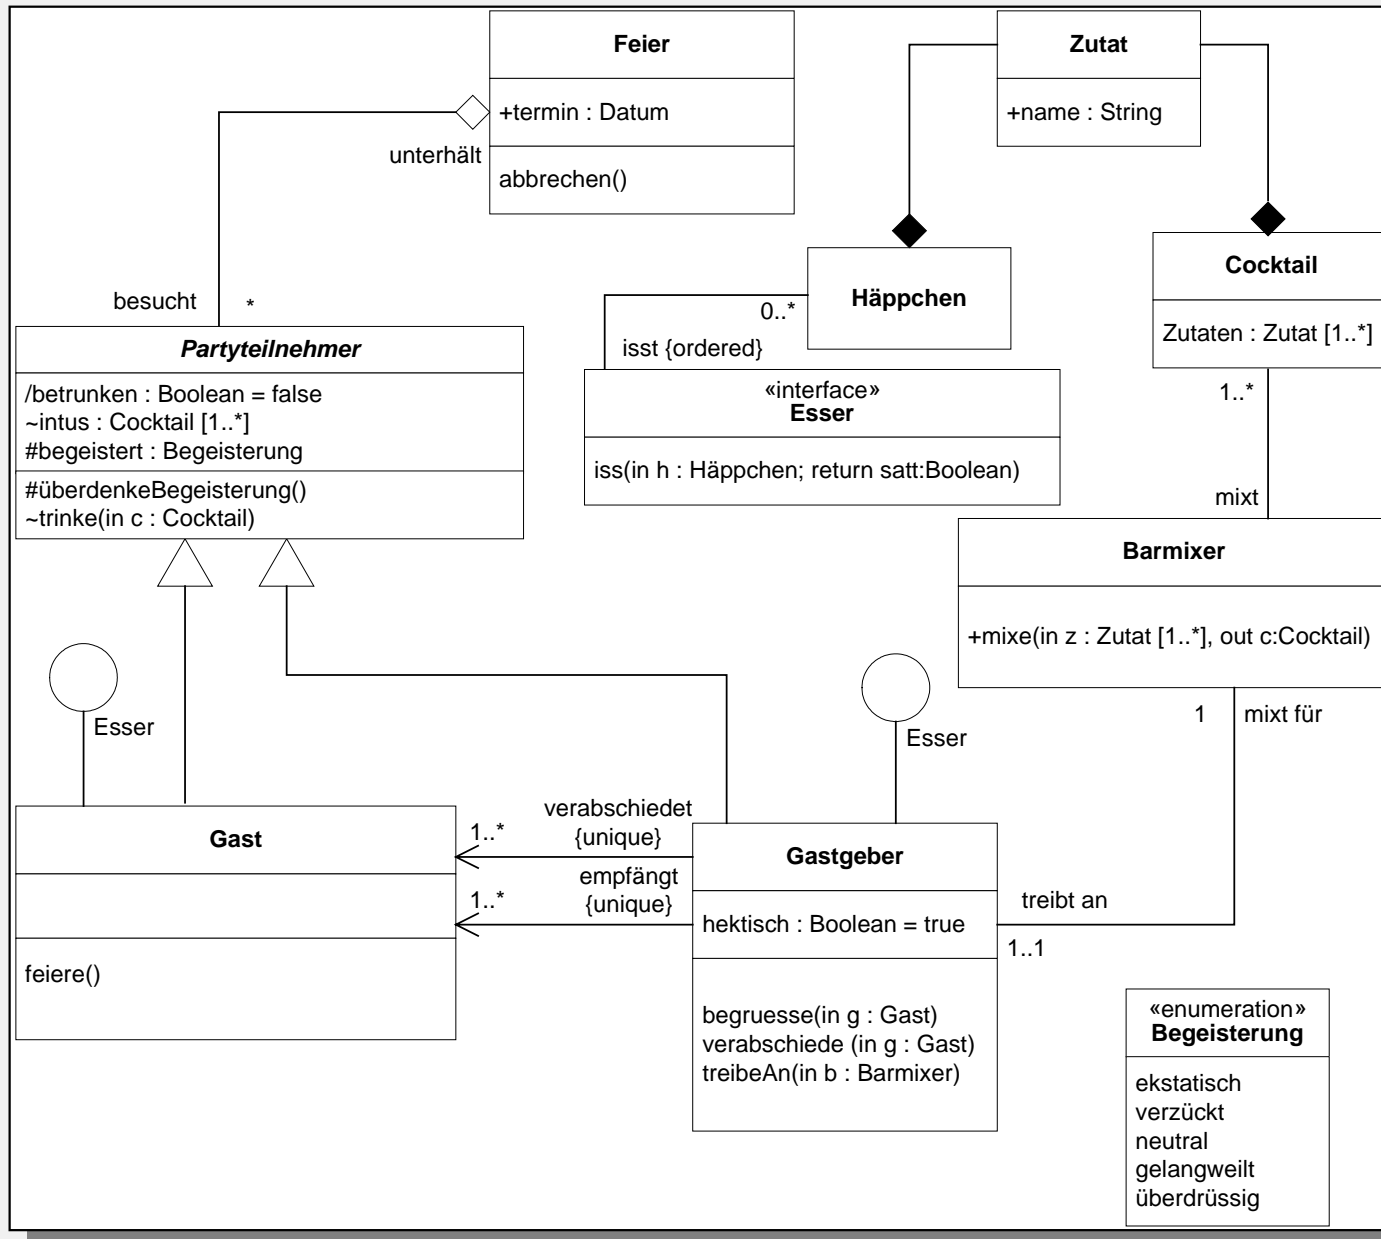 Feier
+termin : Datum
abbrechen()
unterhält
besucht
*
Zutat
+name : String
Häppchen
0..*
isst {ordered}
Cocktail
Zutaten : Zutat [1..*]
1..*
mixt
Partyteilnehmer
/betrunken : Boolean = false
~intus : Cocktail [1..*]
#begeistert : Begeisterung
#überdenkeBegeisterung()
~trinke(in c : Cocktail)
«interface»
Esser
iss(in h : Häppchen; return satt:Boolean)
Barmixer
+mixe(in z : Zutat [1..*], out c:Cocktail)
1
mixt für
Esser
Esser
Gast
feiere()
verabschiedet
{unique}
1..*
empfängt
{unique}
1..*
Gastgeber
hektisch : Boolean = true
begruesse(in g : Gast)
verabschiede (in g : Gast)
treibeAn(in b : Barmixer)
treibt an
1..1
«enumeration»
Begeisterung
ekstatisch
verzückt
neutral
gelangweilt
überdrüssig